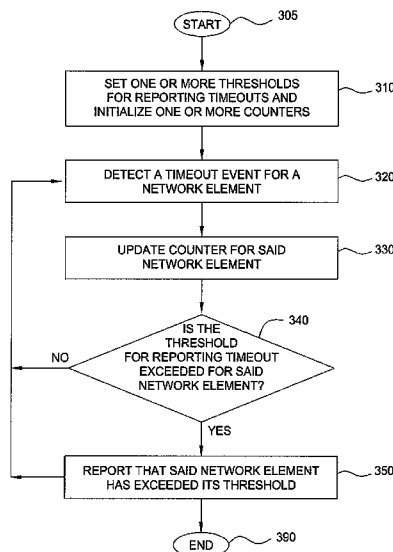 START
305
SET ONE OR MORE THRESHOLDS
FOR REPORTING TIMEOUTS AND
INITIALIZE ONE OR MORE COUNTERS
310
DETECT A TIMEOUT EVENT FOR A
NETWORK ELEMENT
320
UPDATE COUNTER FOR SAID
NETWORK ELEMENT
330
340
IS THE
THRESHOLD
FOR REPORTING TIMEOUT
EXCEEDED FOR SAID
NETWORK ELEMENT?
NO
YES
REPORT THAT SAID NETWORK ELEMENT
HAS EXCEEDED ITS THRESHOLD
350
END
390